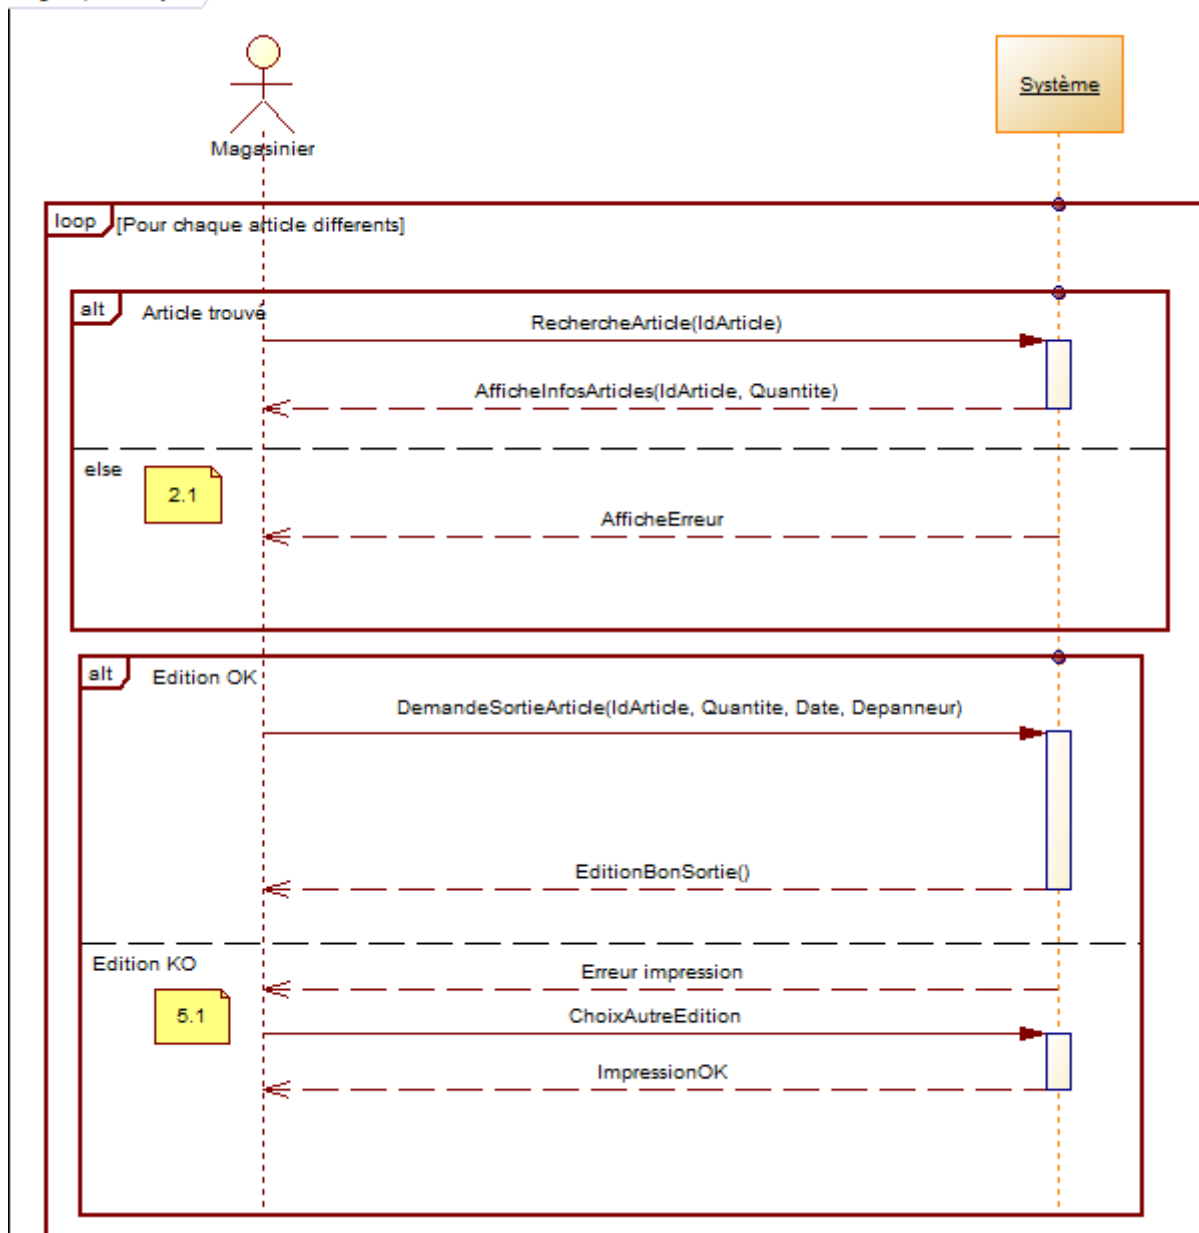 Magasinier
Système
loop
[Pour chaque article differents]
alt
Article trouvé
RechercheArticle(IdArticle)
AfficheInfosArticles(IdArticle, Quantite)
else
2.1
AfficheErreur
alt
Edition OK
DemandeSortieArticle(IdArticle, Quantite, Date, Depanneur)
EditionBonSortie()
Edition KO
Erreur impression
5.1
ChoixAutreEdition
ImpressionOK